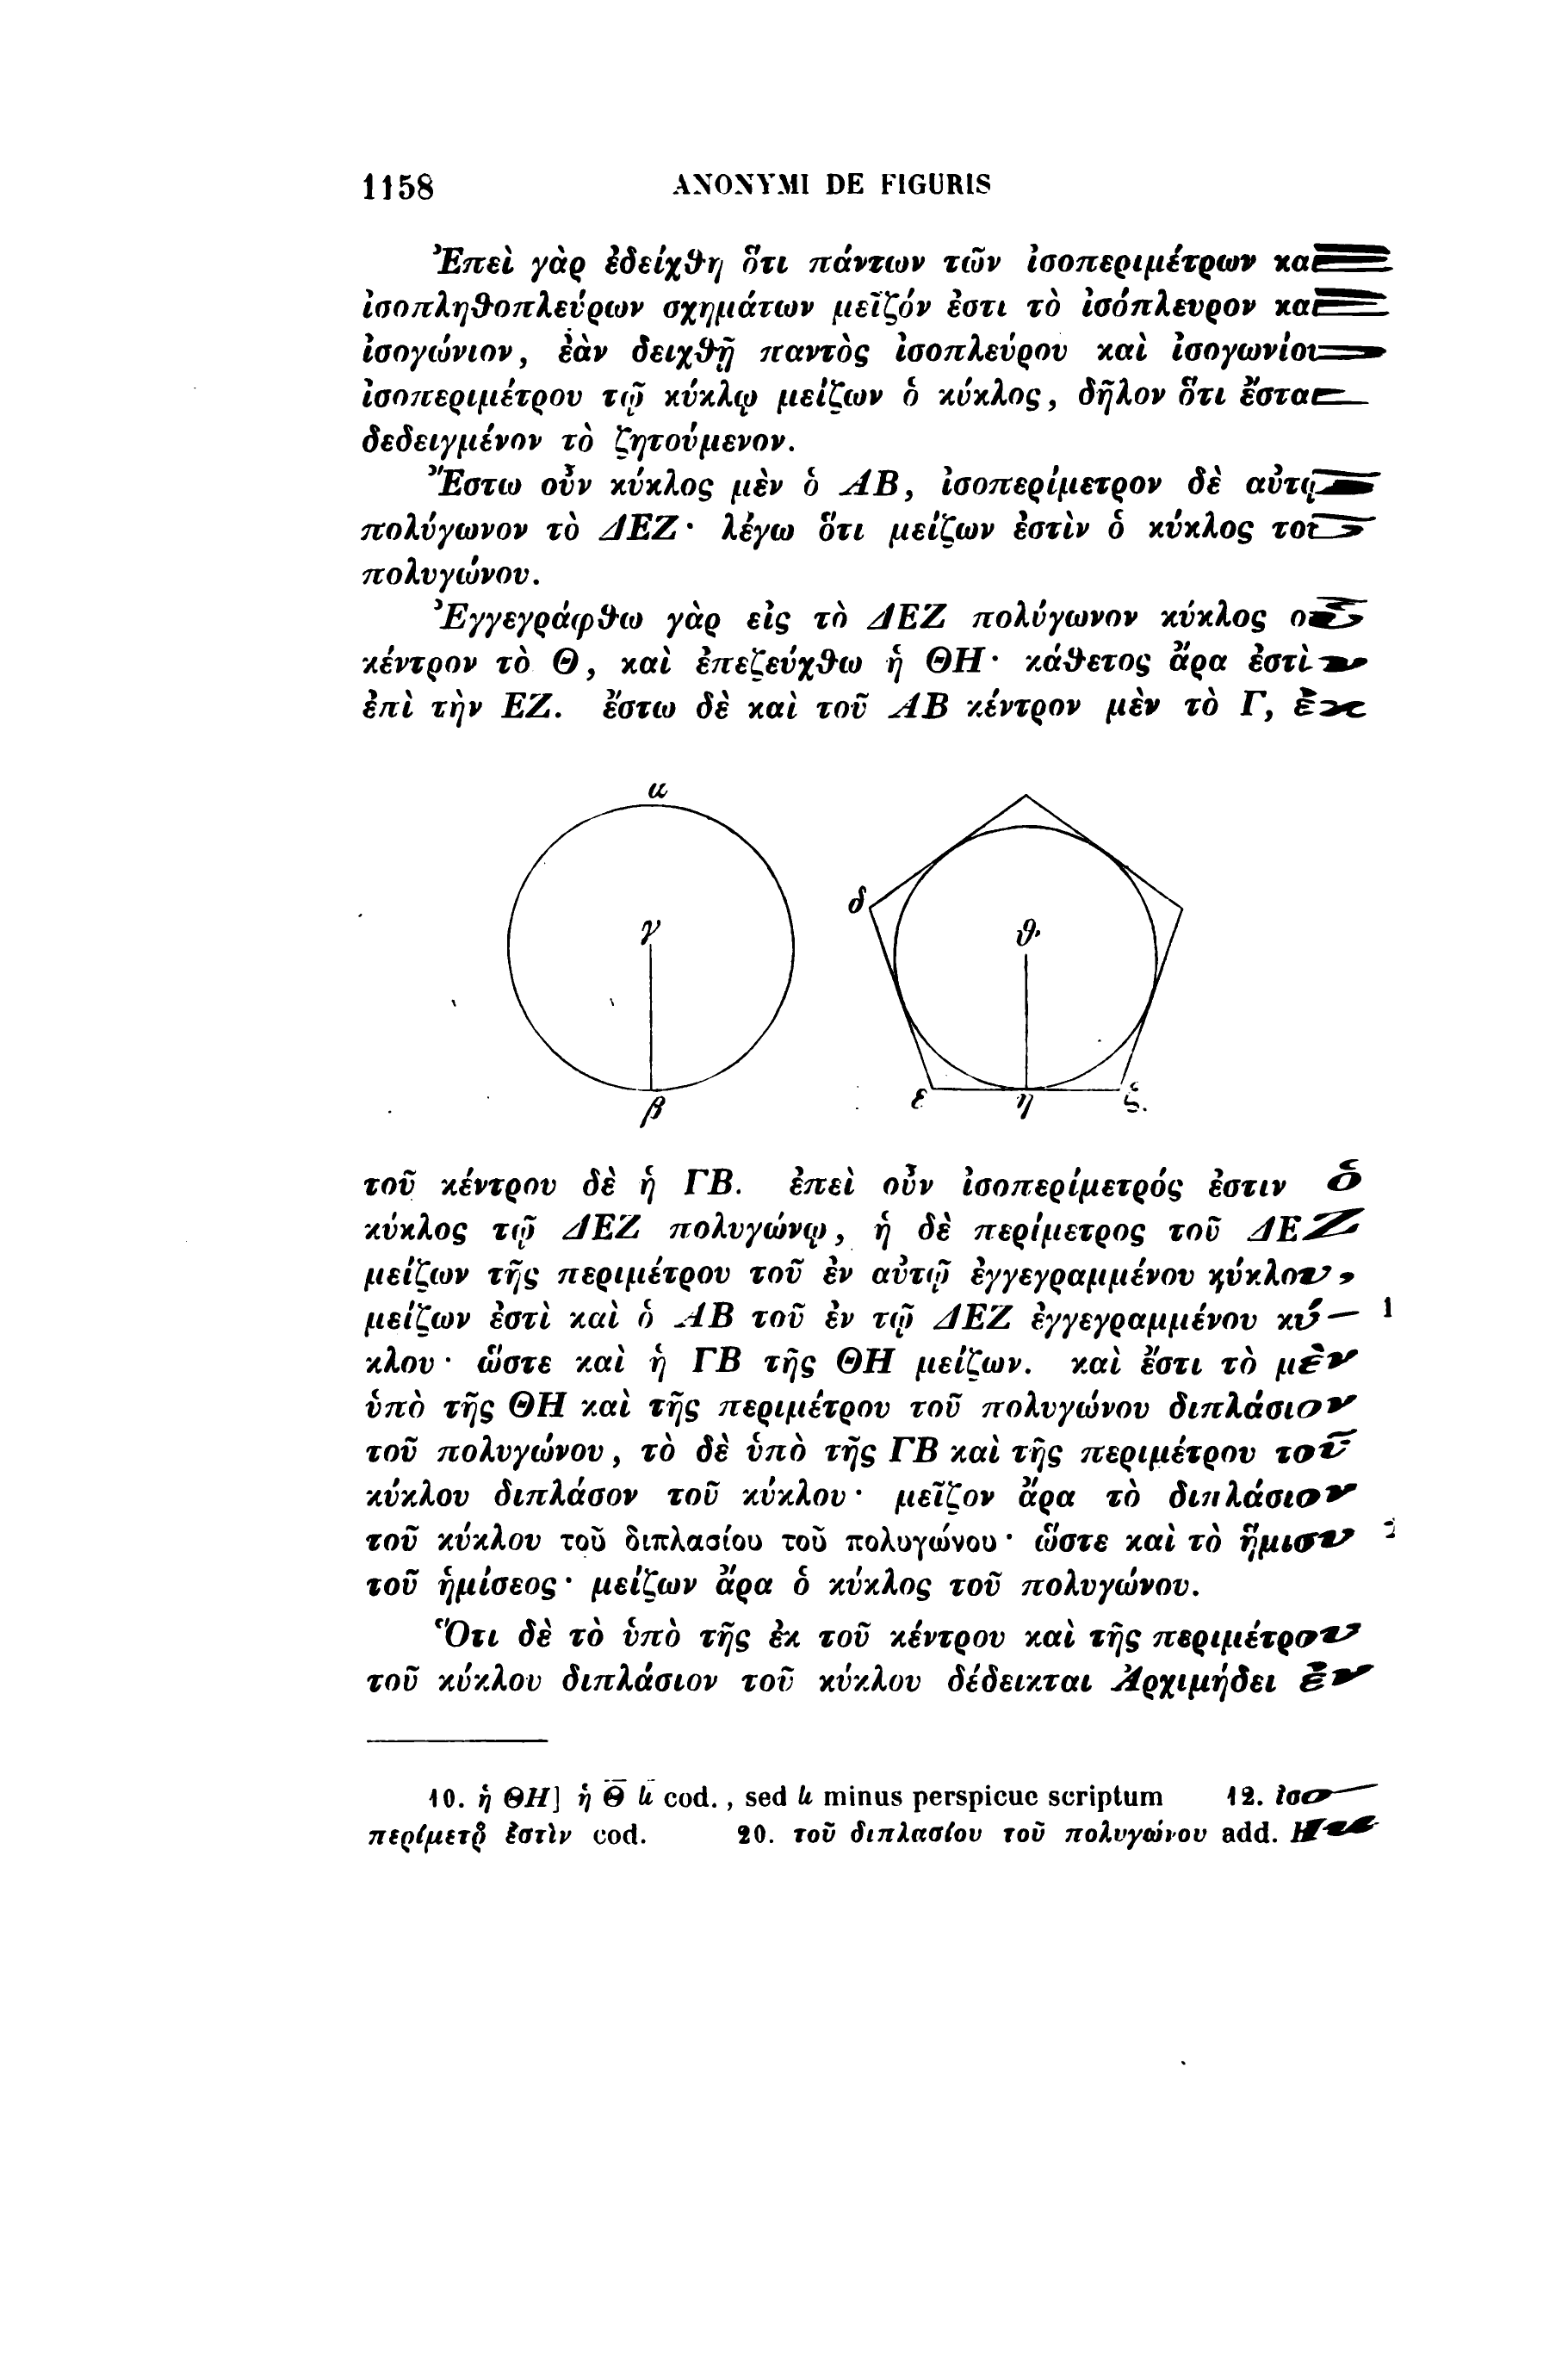 1158 ANONYMI DE FIGURIS
Ἐπεὶ γὰρ ἐδείχθη ὅτι πάντων τῶν ἰσοπεριμέτρων καὶ
ἰσοπληθοπλεύρων σχημάτων μεῖζόν ἐστι τὸ ἰσόπλευρον καὶ
ἰσογώνιον, ἐὰν δειχθῇ παντὸς ἰσοπλεύρου καὶ ἰσογωνίου
ἰσοπεριμέτρου τῷ κύκλῳ μείζων ὁ κύκλος, δῆλον ὅτι ἔσται
δεδειγμένον τὸ ζητούμενον.
Ἔστω οὖν κύκλος μὲν ὁ ΑΒ, ἰσοπερίμετρον δὲ αὐτῷ
πολύγωνον τὸ ΔΕΖ· λέγω ὅτι μείζων ἐστὶν ὁ κύκλος τοῦ
πολυγώνου.
Ἐγγεγράφθω γὰρ εἰς τὸ ΔΕΖ πολύγωνον κύκλος οὗ
κέντρον τὸ Θ, καὶ ἐπεζεύχθω ἡ ΘΗ· κάθετος ἄρα ἐστὶν
ἐπὶ τὴν ΕΖ. ἔστω δὲ καὶ τοῦ ΑΒ κέντρον μὲν τὸ Γ, ἐκ
α
δ
γ ϑ
ε η ζ
β
τοῦ κέντρου δὲ ἡ ΓΒ. ἐπεὶ οὖν ἰσοπερίμετρός ἐστιν ὁ
κύκλος τῷ ΔΕΖ πολυγώνῳ, ἡ δὲ περίμετρος τοῦ ΔΕΖ
μείζων τῆς περιμέτρου τοῦ ἐν αὐτῷ ἐγγεγραμμένου κύκλου,
μείζων ἐστὶ καὶ ὁ ΑΒ τοῦ ἐν τῷ ΔΕΖ ἐγγεγραμμένου κύ- 1
κλου· ὥστε καὶ ἡ ΓΒ τῆς ΘΗ μείζων. καὶ ἔστι τὸ μὲν
ὑπὸ τῆς ΘΗ καὶ τῆς περιμέτρου τοῦ πολυγώνου διπλάσιον
τοῦ πολυγώνου, τὸ δὲ ὑπὸ τῆς ΓΒ καὶ τῆς περιμέτρου τοῦ
κύκλου διπλάσον τοῦ κύκλου· μεῖζον ἄρα τὸ διπλάσιον
τοῦ κύκλου τοῦ διπλασίου τοῦ πολυγώνου· ὥστε καὶ τὸ ἥμισυ
τοῦ ἡμίσεος· μείζων ἄρα ὁ κύκλος τοῦ πολυγώνου.
Ὅτι δὲ τὸ ὑπὸ τῆς ἐκ τοῦ κέντρου καὶ τῆς περιμέτρου
τοῦ κύκλου διπλάσιον τοῦ κύκλου δέδεικται Ἀρχιμήδει ἐν
10. ἡ ΘΗ] ἡ Θ̅ cod., sed minus perspicue scriptum 12. ἰσο-
περίμετρ ἐστὶν cod. 20. τοῦ διπλασίου τοῦ πολυγώνου add.